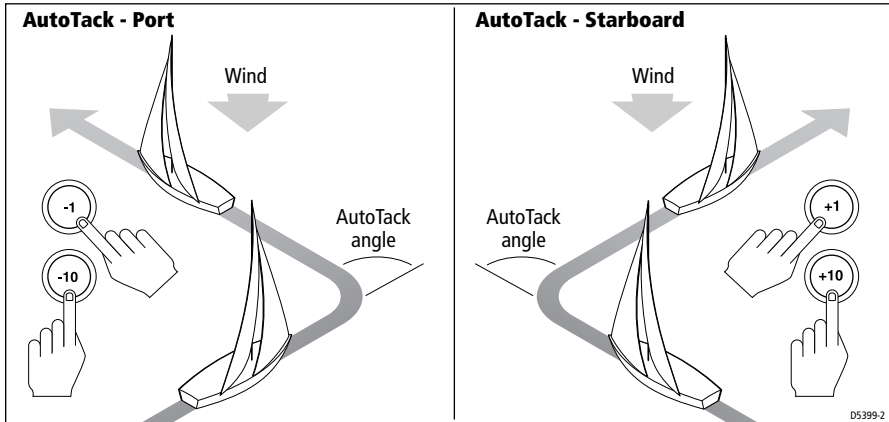 AutoTack - Port
Wind
-1
AutoTack
angle
-10
AutoTack - Starboard
Wind
AutoTack
angle
+1
+10
D5399-2